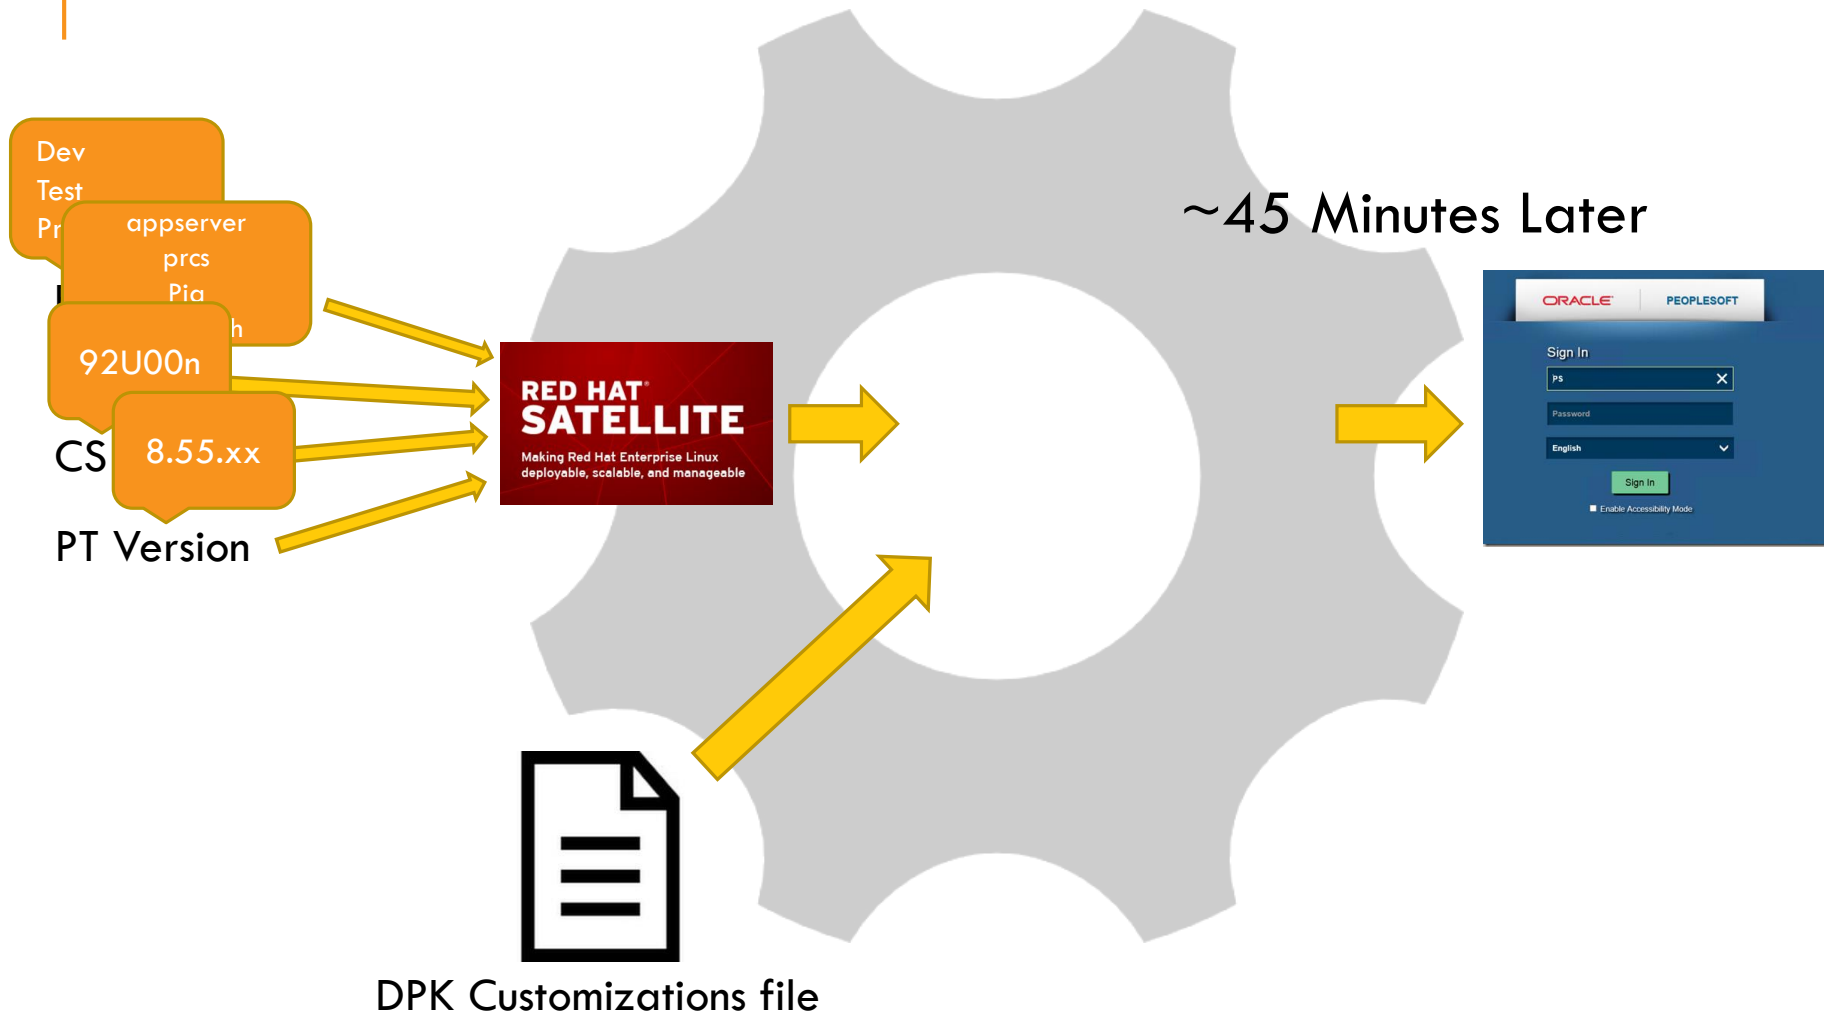 Dev
Test
appserver
prcs
Pia
92U00n
CS
8.55.xx
PT Version
RED HAT®
SATELLITE
Making Red Hat Enterprise Linux
deployable, scalable, and manageable
~45 Minutes Later
ORACLE® PEOPLESOFT
Sign In
PS
Password
English
Sign In
Enable Accessibility Mode
DPK Customizations file